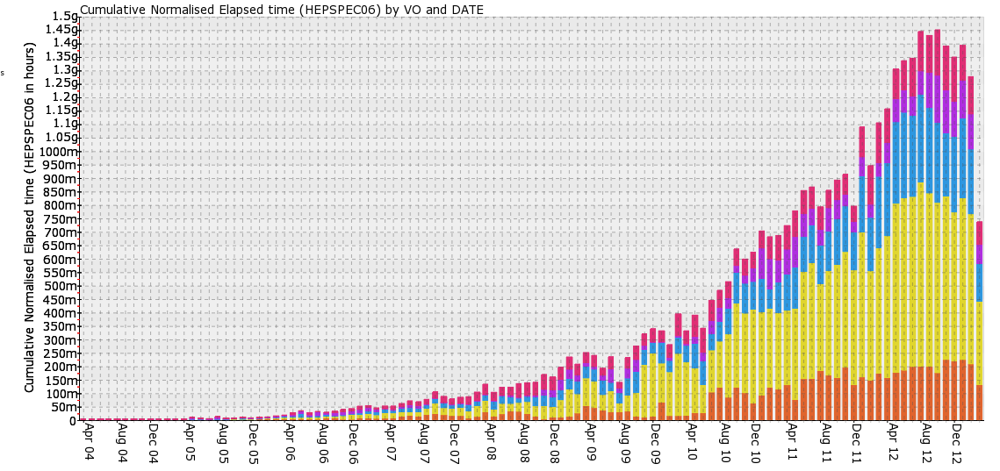 Cumulative Normalised Elapsed time (HEPSPEC06) by VO and DATE
Cumulative Normalised Elapsed time (HEPSPEC06 in hours)
1.5g
1.45g
1.4g
1.35g
1.3g
1.25g
1.2g
1.15g
1.1g
1.05g
1000m
950m
900m
850m
800m
750m
700m
650m
600m
550m
500m
450m
400m
350m
300m
250m
200m
150m
100m
50m
0
s
Apr 04
Aug 04
Dec 04
Apr 05
Aug 05
Dec 05
Apr 06
Aug 06
Dec 06
Apr 07
Aug 07
Dec 07
Apr 08
Aug 08
Dec 08
Apr 09
Aug 09
Dec 09
Apr 10
Aug 10
Dec 10
Apr 11
Aug 11
Dec 11
Apr 12
Aug 12
Dec 12